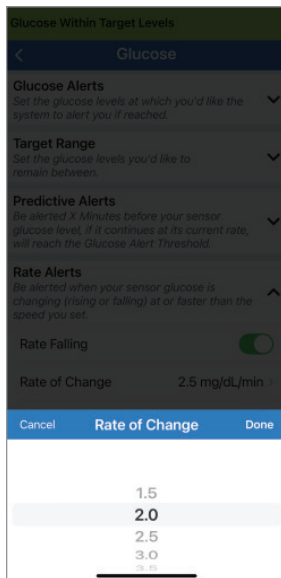 Glucose Within Target Levels
Glucose
Glucose Alerts
Set the glucose levels at which you'd like the
system to alert you if reached.
Target Range
Set the glucose levels you'd like to
remain between.
Predictive Alerts
Be alerted X Minutes before your sensor
glucose level, if it continues at its current rate,
will reach the Glucose Alert Threshold.
Rate Alerts
Be alerted when your sensor glucose is
changing (rising or falling) at or faster than the
speed you set.
Rate Falling
Rate of Change 2.5 mg/dL/min
Cancel Rate of Change Done
1.5
2.0
2.5
3.0
3.5